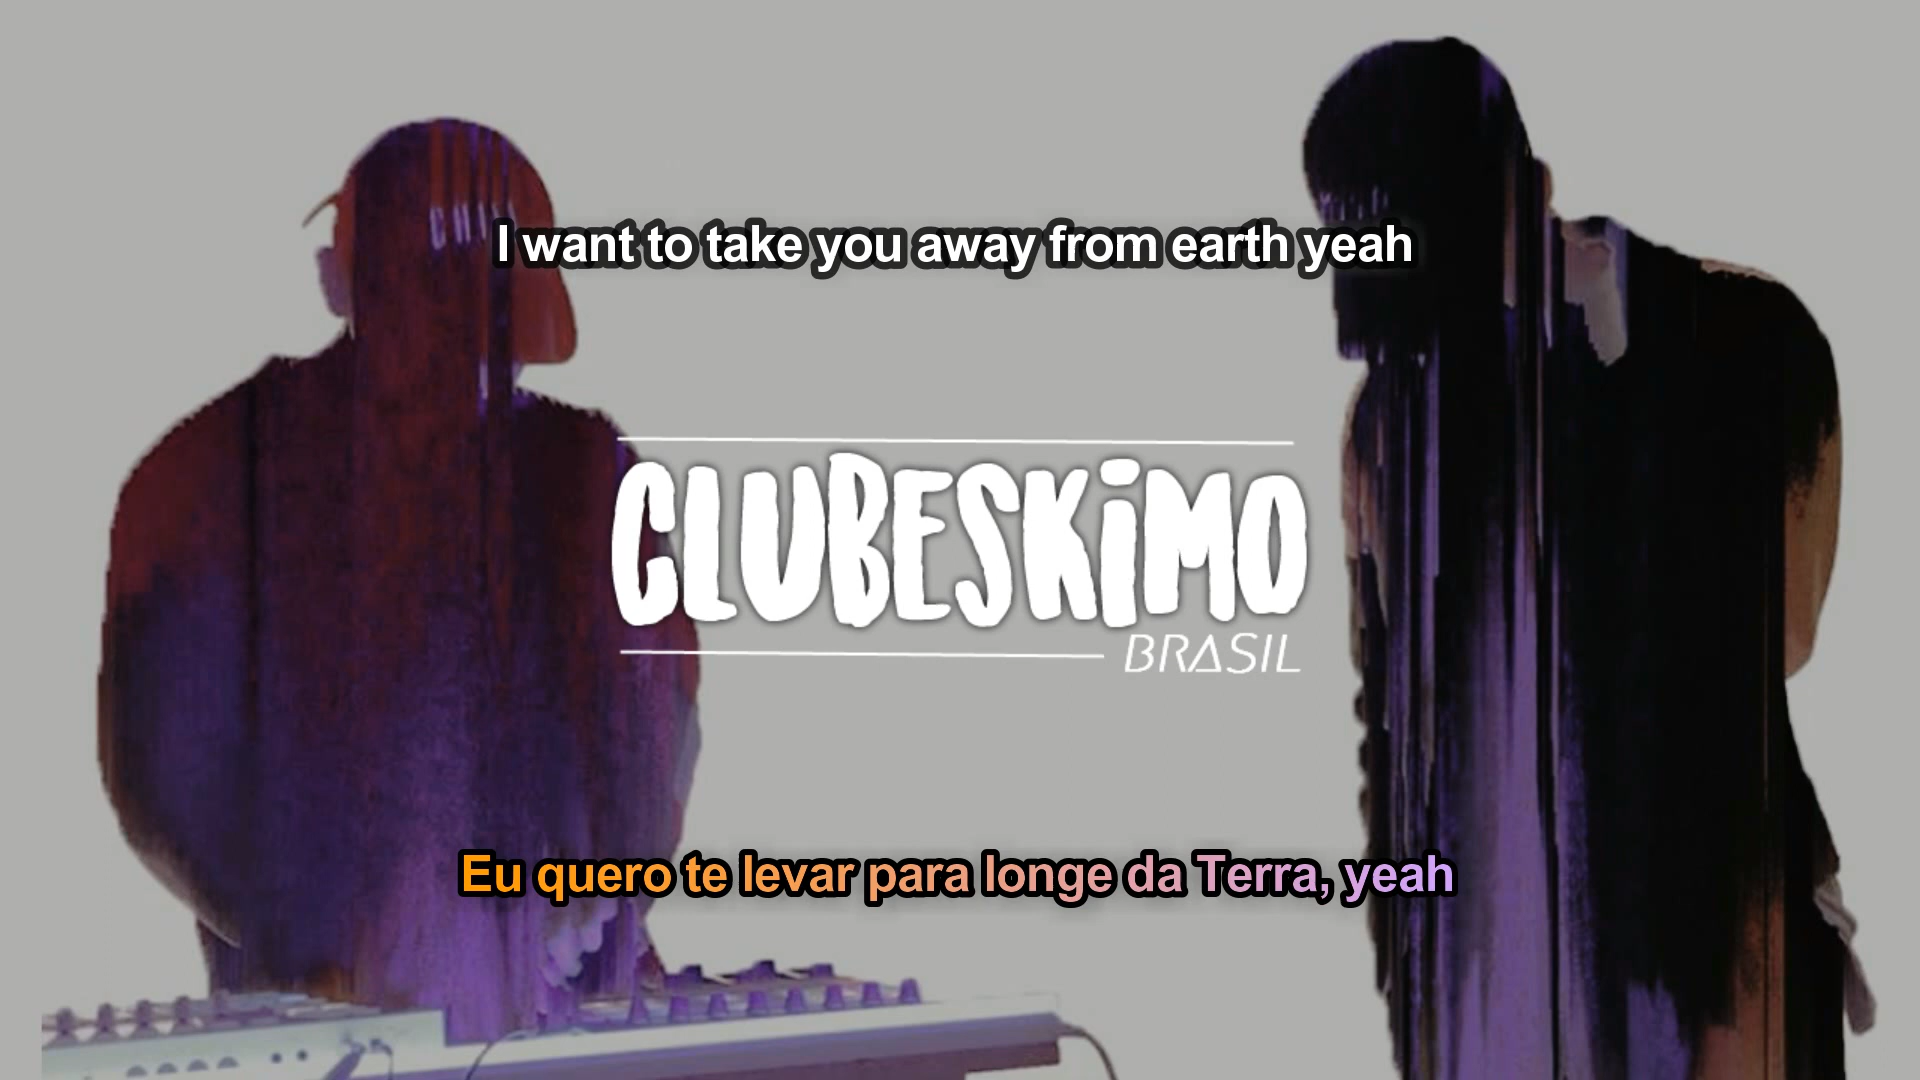 I want to take you away from earth yeah
CLUBESKiMO
BRASIL
Eu quero te levar para longe da Terra, yeah